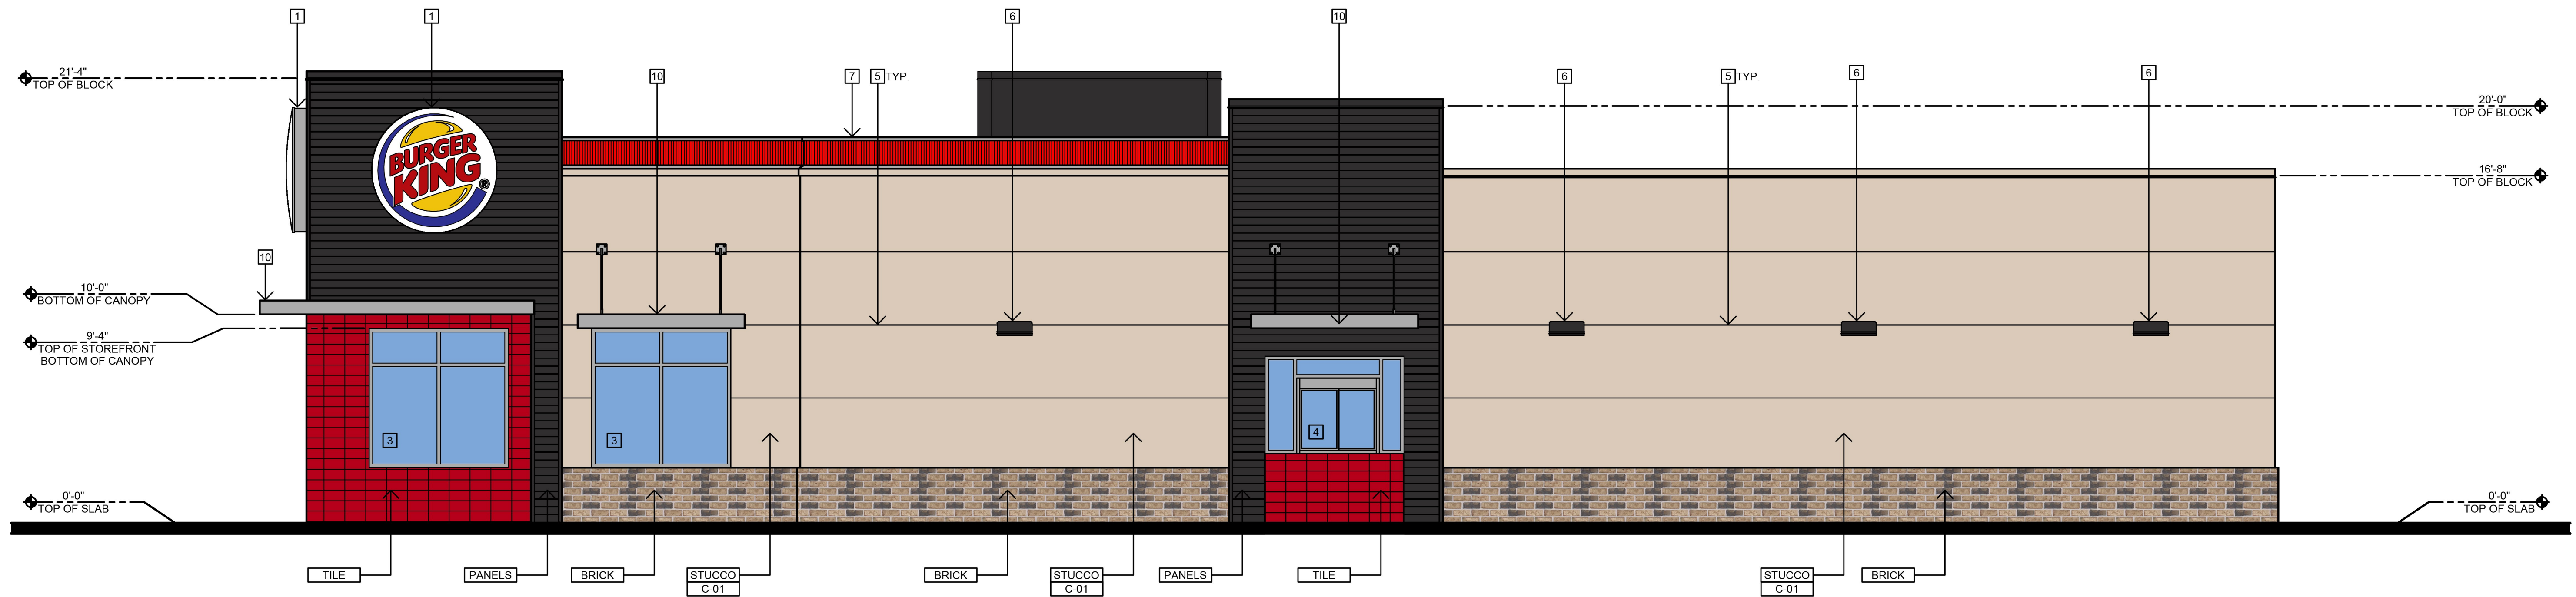 1
1
6
10
21'-4"
TOP OF BLOCK
10
7
5 TYP.
6
5 TYP.
6
6
20'-0"
TOP OF BLOCK
BURGER
KING
®
16'-8"
TOP OF BLOCK
10
10'-0"
BOTTOM OF CANOPY
9'-4"
TOP OF STOREFRONT
BOTTOM OF CANOPY
3
3
4
0'-0"
TOP OF SLAB
0'-0"
TOP OF SLAB
TILE
PANELS
BRICK
STUCCO
C-01
BRICK
STUCCO
C-01
PANELS
TILE
STUCCO
C-01
BRICK